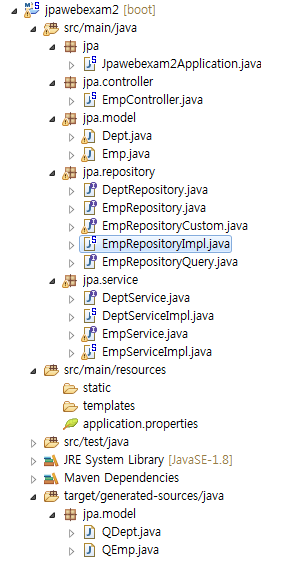 jpawebexam2 [boot]
src/main/java
jpa
Jpawebexam2Application.java
jpa.controller
EmpController.java
jpa.model
Dept.java
Emp.java
jpa.repository
DeptRepository.java
EmpRepository.java
EmpRepositoryCustom.java
EmpRepositoryImpl.java
EmpRepositoryQuery.java
jpa.service
DeptService.java
DeptServiceImpl.java
EmpService.java
EmpServiceImpl.java
src/main/resources
static
templates
application.properties
src/test/java
JRE System Library [JavaSE-1.8]
Maven Dependencies
target/generated-sources/java
jpa.model
QDept.java
QEmp.java